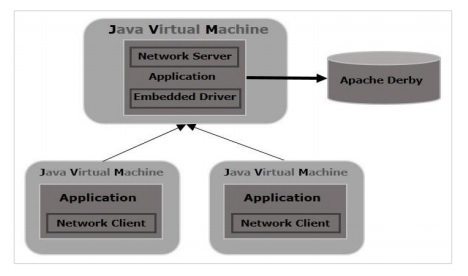 Java Virtual Machine
Network Server
Application
Embedded Driver
Apache Derby
Java Virtual Machine
Application
Network Client
Java Virtual Machine
Application
Network Client